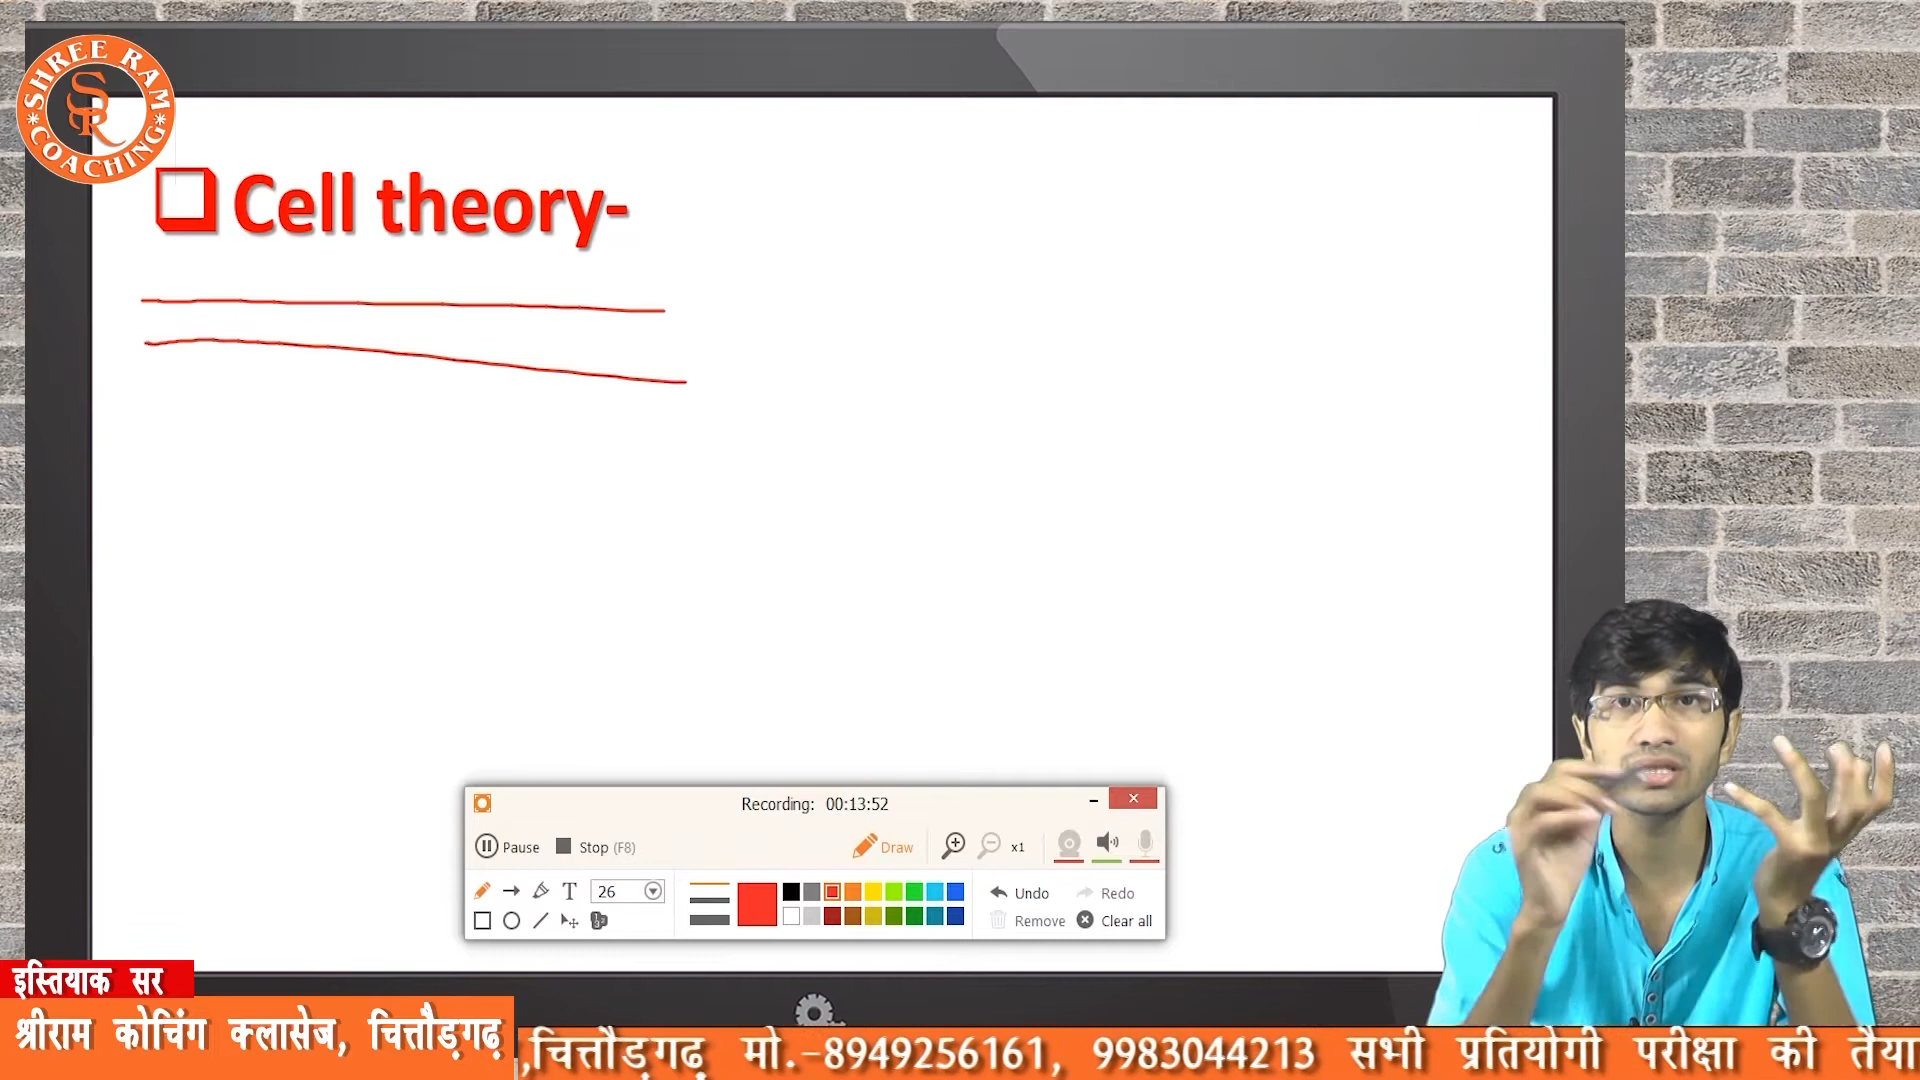 SHREE RAM
SR
COACHING
Cell theory-
Recording: 00:13:52
Pause
Stop (F8)
Draw
x1
T
26
Undo
Redo
Remove
Clear all
इस्तियाक सर
श्रीराम कोचिंग क्लासेज, चित्तौड़गढ़
,चित्तौड़गढ़ मो.-8949256161, 9983044213 सभी प्रतियोगी परीक्षा की तैया